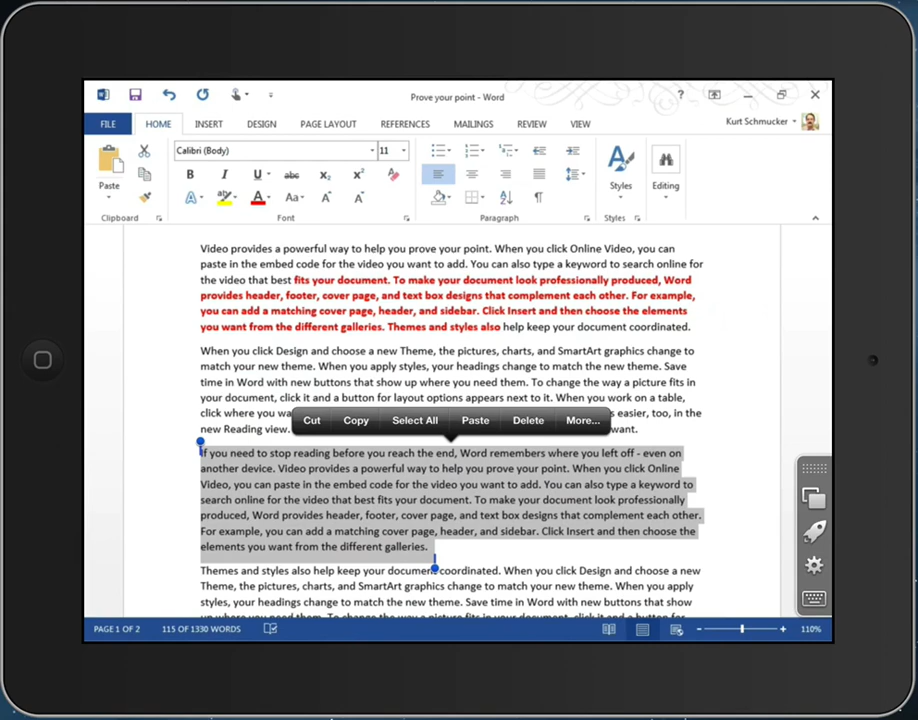 Prove your point - Word
FILE HOME INSERT DESIGN PAGE LAYOUT REFERENCES MAILINGS REVIEW VIEW Kurt Schmucker
Calibri (Body) 11
Paste
Styles
Editing
Clipboard Font Paragraph Styles
Video provides a powerful way to help you prove your point. When you click Online Video, you can
paste in the embed code for the video you want to add. You can also type a keyword to search online for
the video that best fits your document. To make your document look professionally produced, Word
provides header, footer, cover page, and text box designs that complement each other. For example,
you can add a matching cover page, header, and sidebar. Click Insert and then choose the elements
you want from the different galleries. Themes and styles also help keep your document coordinated.
When you click Design and choose a new Theme, the pictures, charts, and SmartArt graphics change to
match your new theme. When you apply styles, your headings change to match the new theme. Save
time in Word with new buttons that show up where you need them. To change the way a picture fits in
your document, click it and a button for layout options appears next to it. When you work on a table,
click where you wa s easier, too, in the
new Reading view. want.
Cut Copy Select All Paste Delete More...
If you need to stop reading before you reach the end, Word remembers where you left off - even on
another device. Video provides a powerful way to help you prove your point. When you click Online
Video, you can paste in the embed code for the video you want to add. You can also type a keyword to
search online for the video that best fits your document. To make your document look professionally
produced, Word provides header, footer, cover page, and text box designs that complement each other.
For example, you can add a matching cover page, header, and sidebar. Click Insert and then choose the
elements you want from the different galleries.
Themes and styles also help keep your document coordinated. When you click Design and choose a new
Theme, the pictures, charts, and SmartArt graphics change to match your new theme. When you apply
styles, your headings change to match the new theme. Save time in Word with new buttons that show
up where you need them. To change the way a picture fits in your document, click it and a button for
PAGE 1 OF 2 115 OF 1330 WORDS 110%